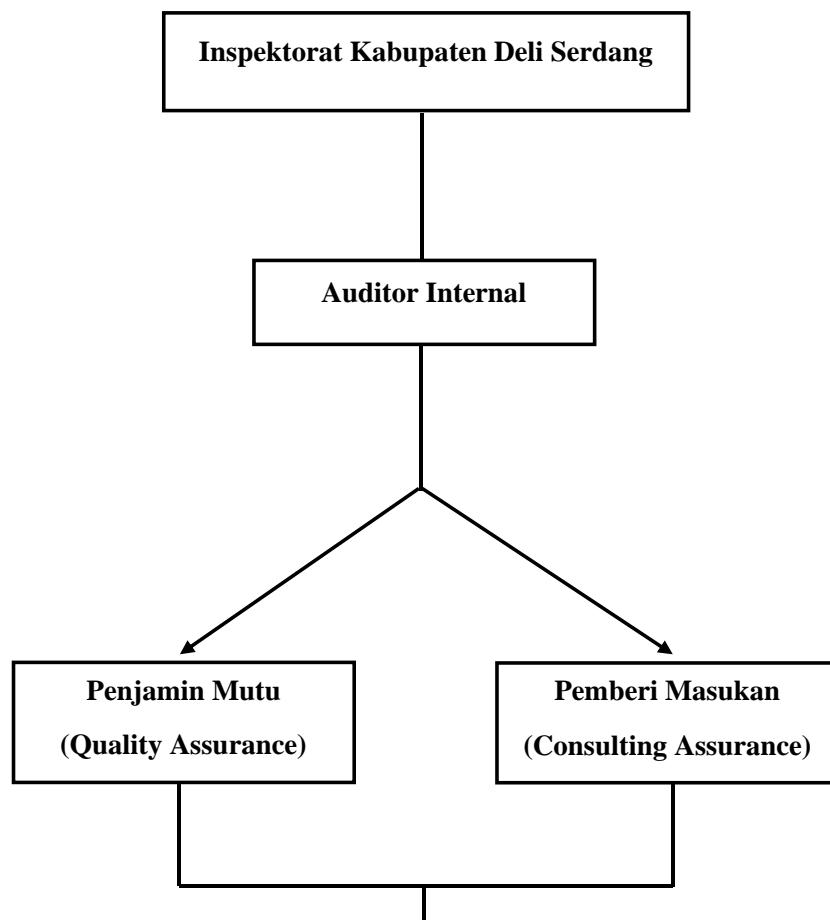 Inspektorat Kabupaten Deli Serdang
Auditor Internal
Penjamin Mutu
(Quality Assurance)
Pemberi Masukan
(Consulting Assurance)